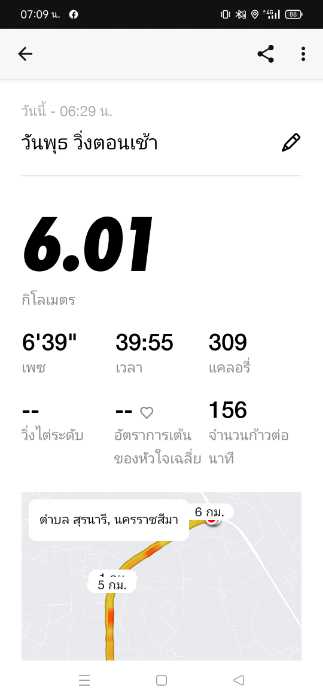 07:09 น.
4G
86
วันนี้ - 06:29 น.
วันพุธ วิ่งตอนเช้า
6.01
กิโลเมตร
6'39" 39:55 309
เพซ เวลา แคลอรี่
-- -- 156
วิ่งไต่ระดับ อัตราการเต้น จำนวนก้าวต่อ
ของหัวใจเฉลี่ย นาที
6 กม.
ตำบล สุรนารี, นครราชสีมา
5 กม.